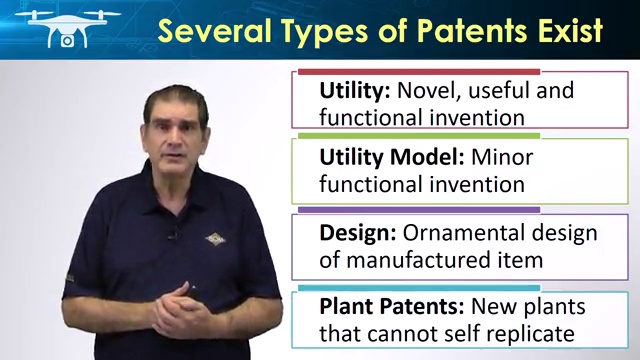 Several Types of Patents Exist
Utility: Novel, useful and
functional invention
Utility Model: Minor
functional invention
Design: Ornamental design
of manufactured item
Plant Patents: New plants
that cannot self replicate